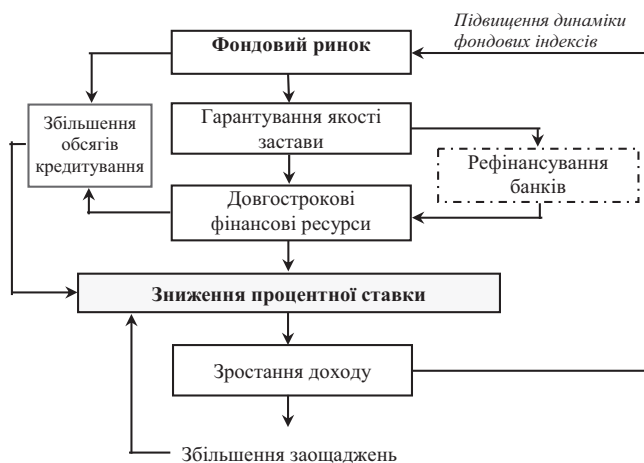 Підвищення динаміки
фондових індексів
Фондовий ринок
Збільшення
обсягів
кредитування
Гарантування якості
застави
Рефінансування
банків
Довгострокові
фінансові ресурси
Зниження процентної ставки
Зростання доходу
Збільшення заощаджень